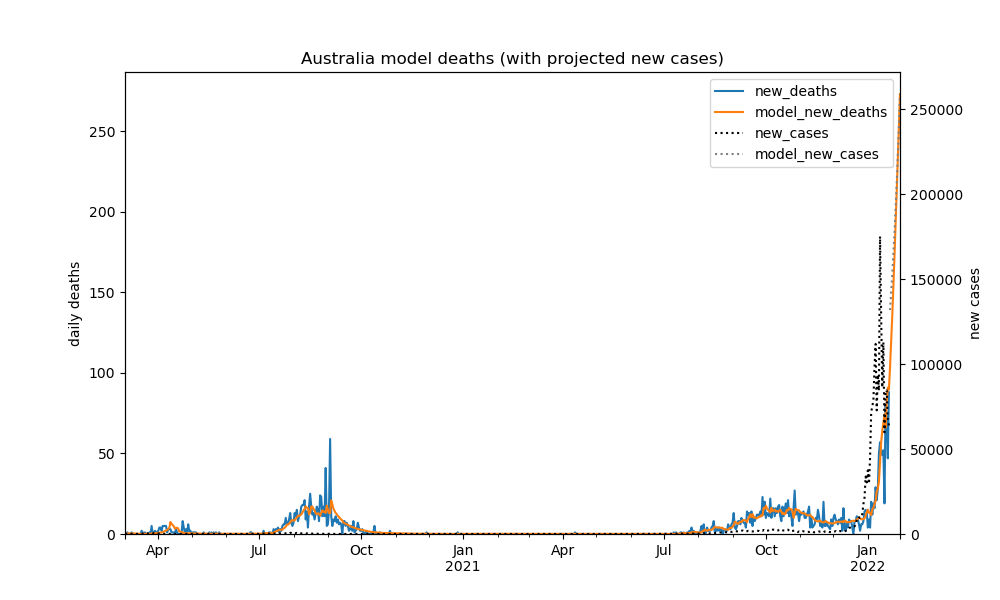 Australia model deaths (with projected new cases)
new_deaths
model_new_deaths
new_cases
model_new_cases
daily deaths
250
200
150
100
50
0
250000
200000
150000
100000
50000
0
new cases
Apr
Jul
Oct
Jan
2021
Apr
Jul
Oct
Jan
2022